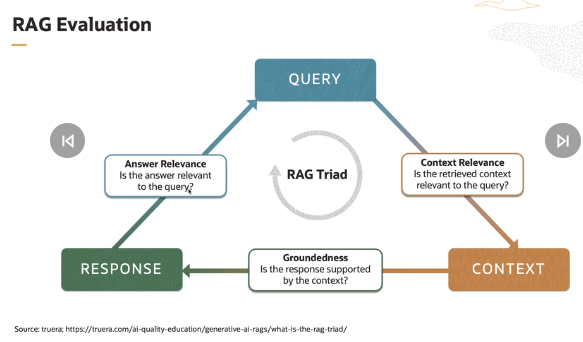 RAG Evaluation
QUERY
Answer Relevance
Is the answer relevant
to the query?
RAG Triad
Context Relevance
Is the retrieved context
relevant to the query?
RESPONSE
Groundedness
Is the response supported
by the context?
CONTEXT
Source: truera; https://truera.com/ai-quality-education/generative-ai-rags/what-is-the-rag-triad/